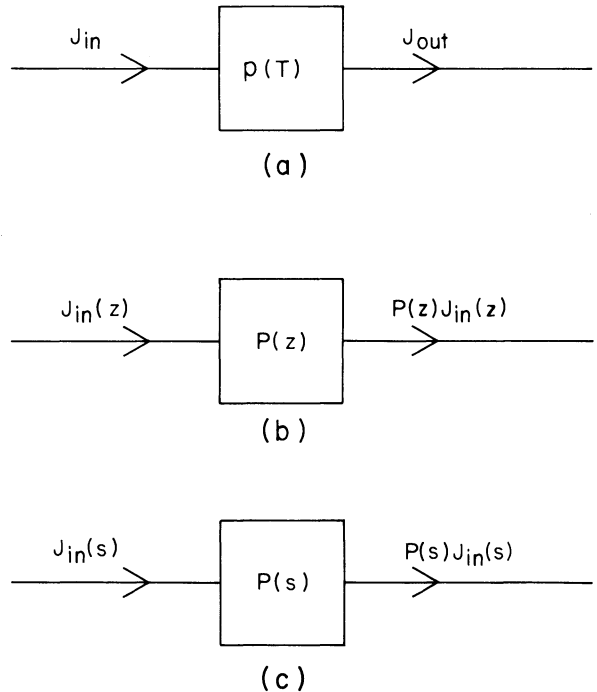 J_in
p(T)
J_out
(a)
J_in(z)
P(z)
P(z)J_in(z)
(b)
J_in(s)
P(s)
P(s)J_in(s)
(c)